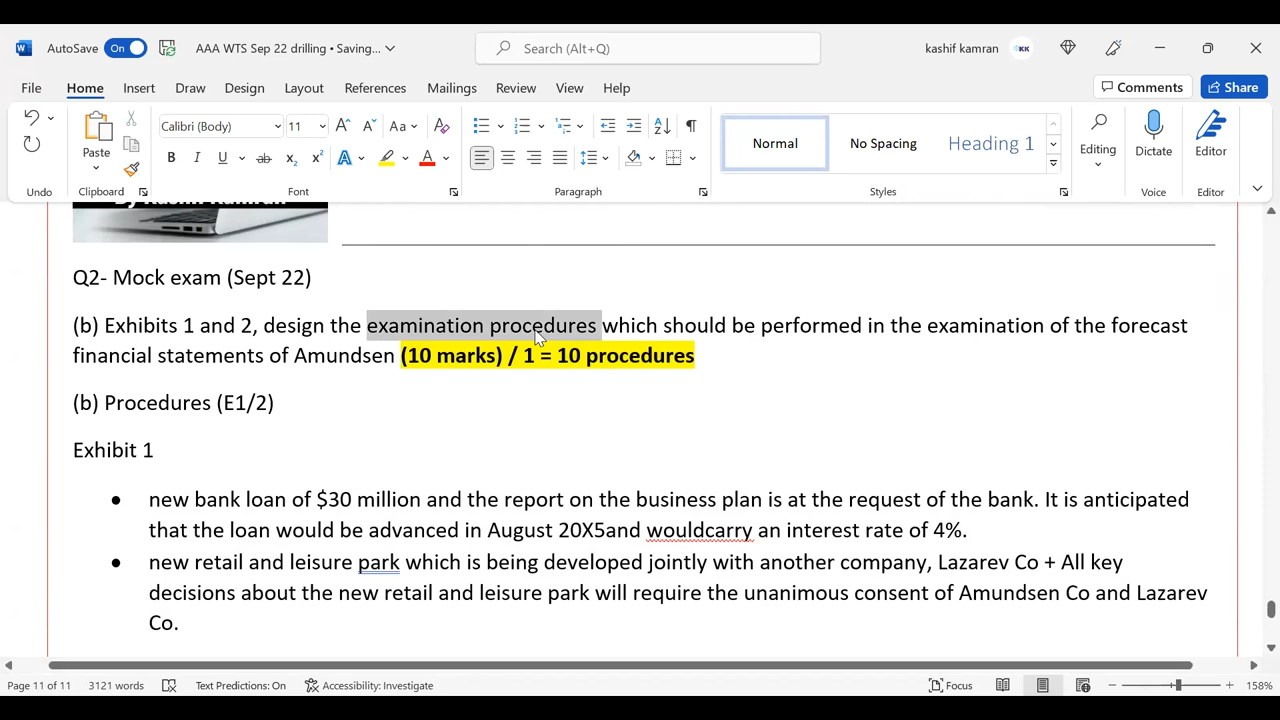 AutoSave On AAA WTS Sep 22 drilling • Saving... Search (Alt+Q) kashif kamran KK
File Home Insert Draw Design Layout References Mailings Review View Help Comments Share
Paste Calibri (Body) 11 Aa Normal No Spacing Heading 1 Editing Dictate Editor
Undo Clipboard Font Paragraph Styles Voice Editor
Q2- Mock exam (Sept 22)
(b) Exhibits 1 and 2, design the examination procedures which should be performed in the examination of the forecast
financial statements of Amundsen (10 marks) / 1 = 10 procedures
(b) Procedures (E1/2)
Exhibit 1
• new bank loan of $30 million and the report on the business plan is at the request of the bank. It is anticipated
that the loan would be advanced in August 20X5and wouldcarry an interest rate of 4%.
• new retail and leisure park which is being developed jointly with another company, Lazarev Co + All key
decisions about the new retail and leisure park will require the unanimous consent of Amundsen Co and Lazarev
Co.
Page 11 of 11 3121 words Text Predictions: On Accessibility: Investigate Focus 158%